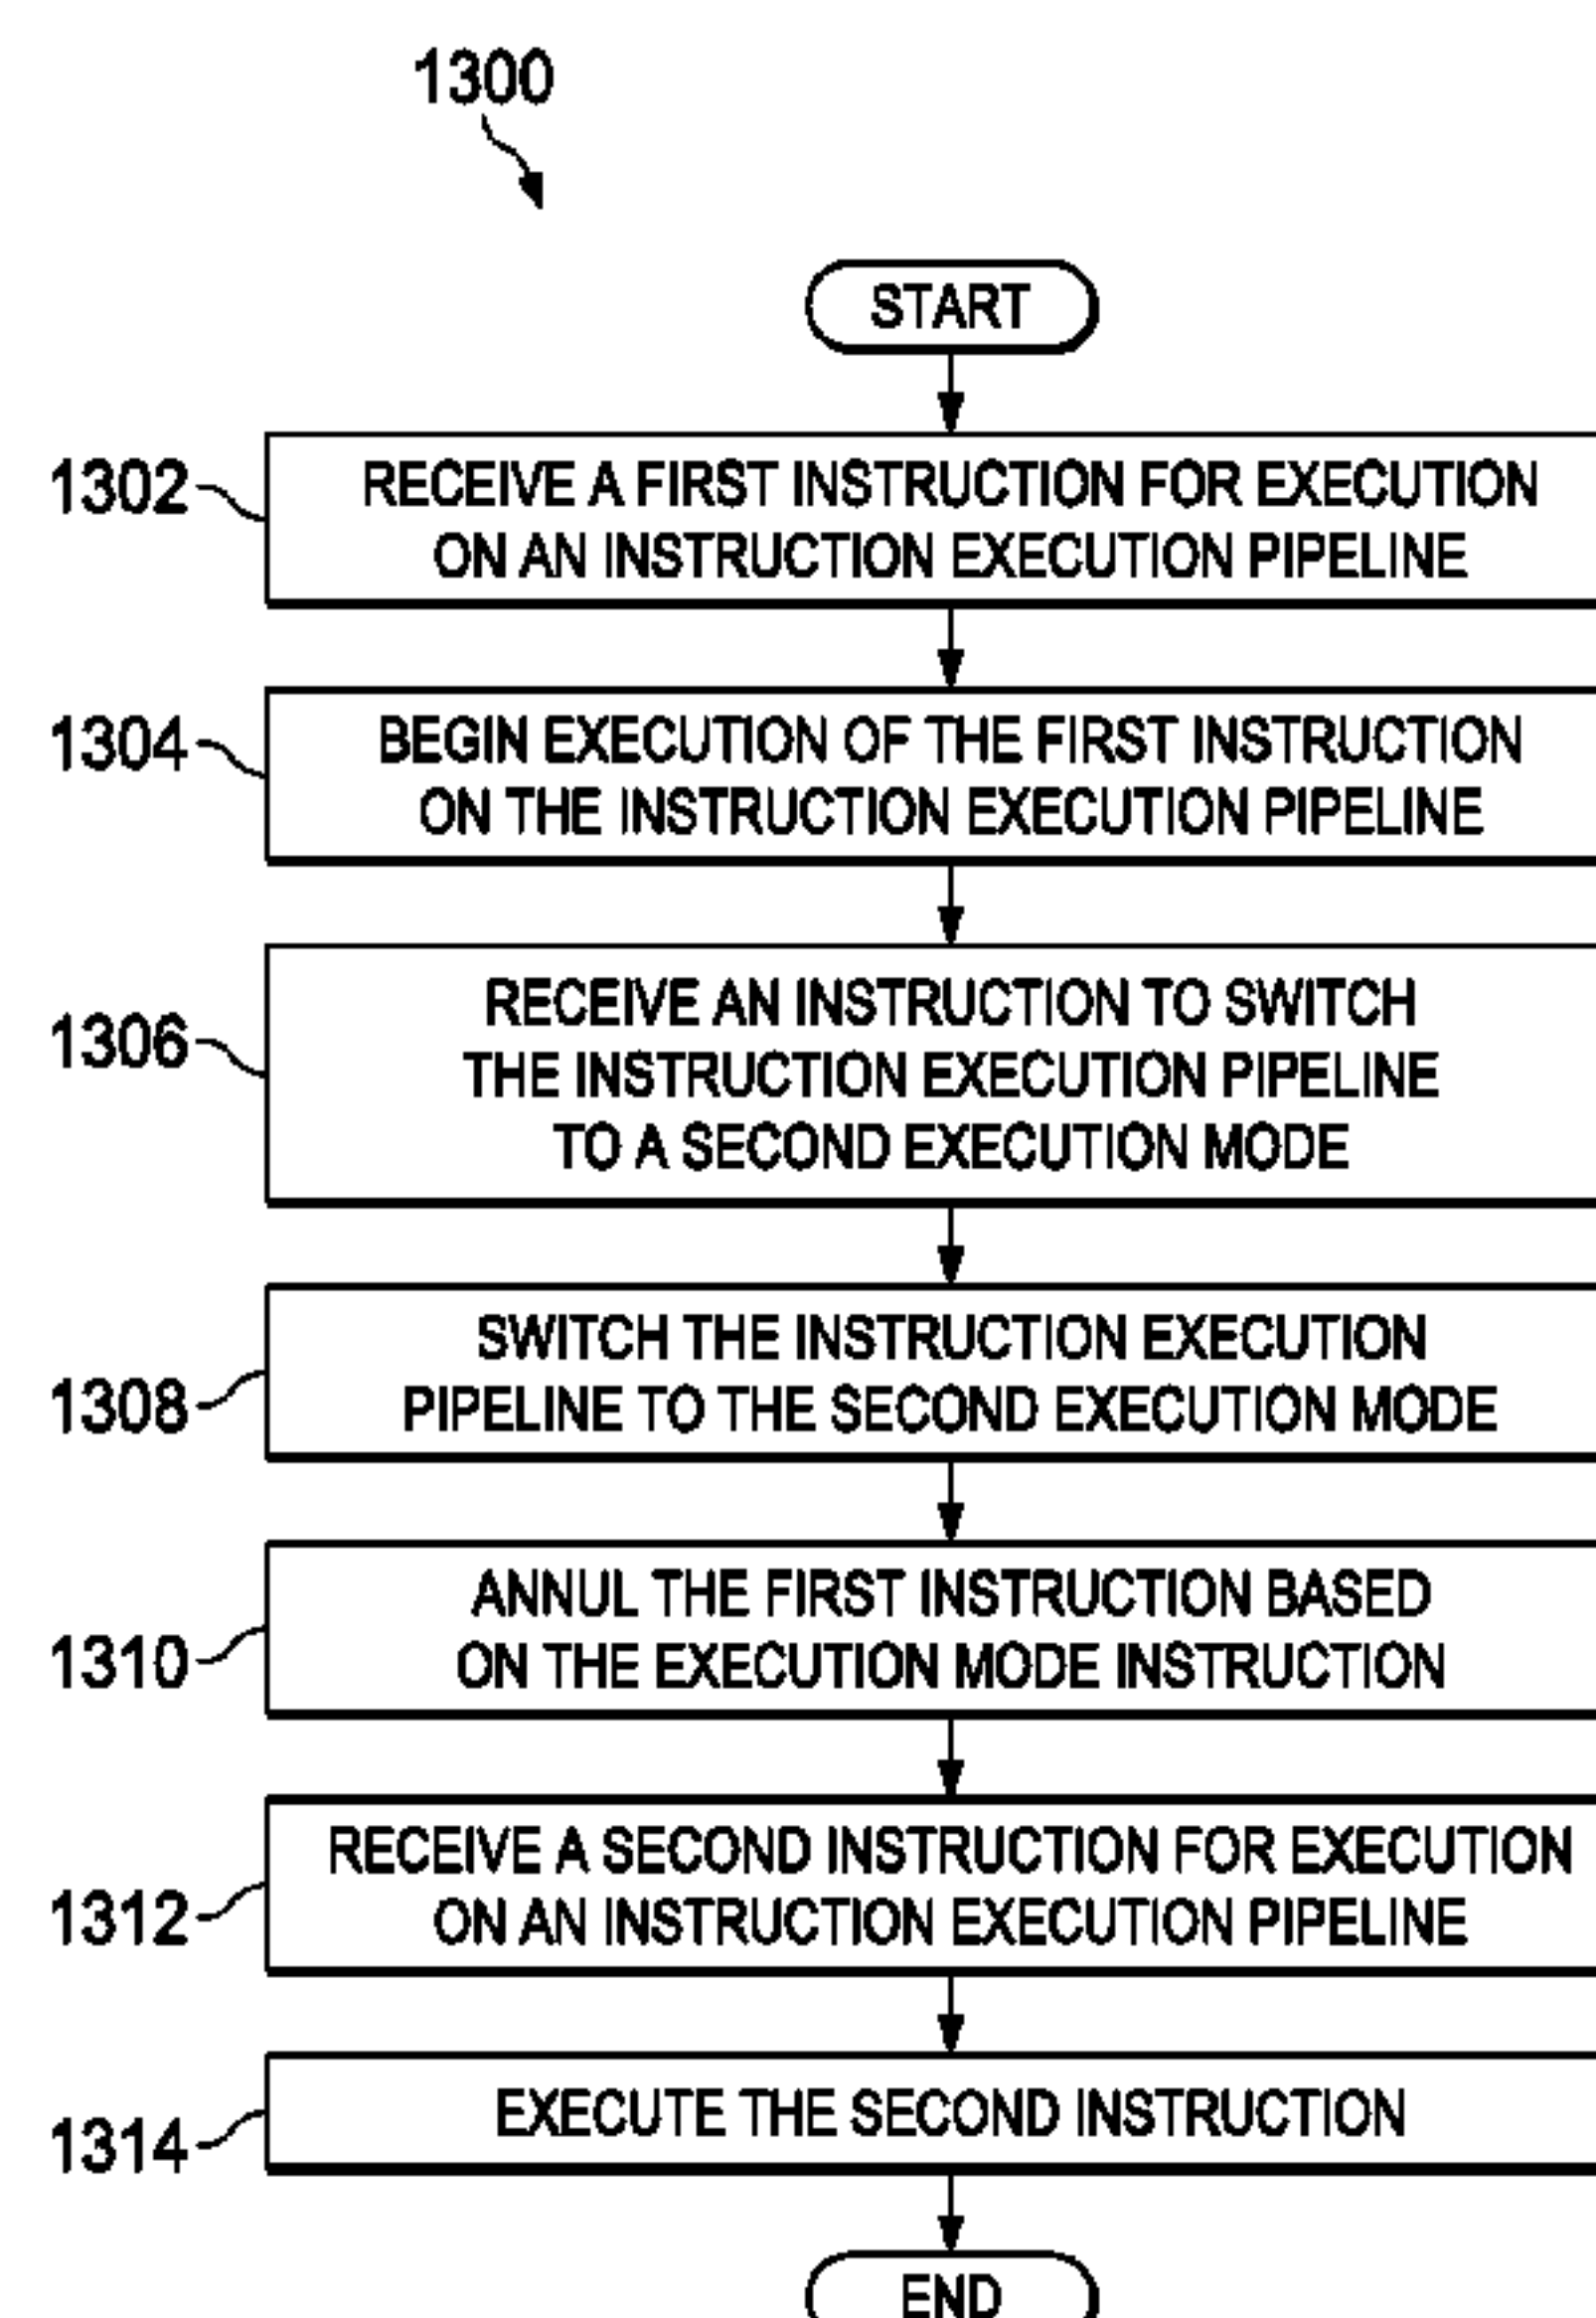 1300
START
1302
RECEIVE A FIRST INSTRUCTION FOR EXECUTION
ON AN INSTRUCTION EXECUTION PIPELINE
1304
BEGIN EXECUTION OF THE FIRST INSTRUCTION
ON THE INSTRUCTION EXECUTION PIPELINE
1306
RECEIVE AN INSTRUCTION TO SWITCH
THE INSTRUCTION EXECUTION PIPELINE
TO A SECOND EXECUTION MODE
1308
SWITCH THE INSTRUCTION EXECUTION
PIPELINE TO THE SECOND EXECUTION MODE
1310
ANNUL THE FIRST INSTRUCTION BASED
ON THE EXECUTION MODE INSTRUCTION
1312
RECEIVE A SECOND INSTRUCTION FOR EXECUTION
ON AN INSTRUCTION EXECUTION PIPELINE
1314
EXECUTE THE SECOND INSTRUCTION
END